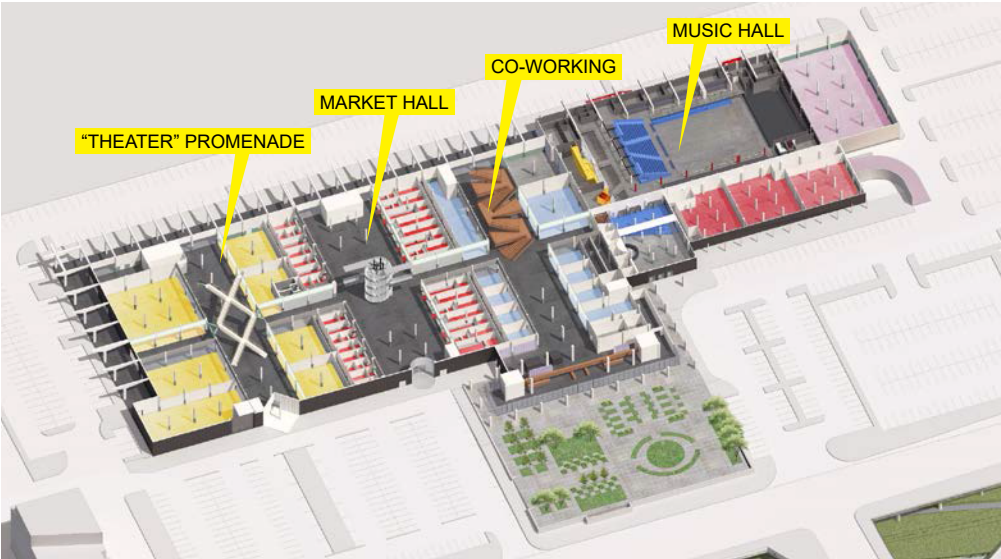 MUSIC HALL
CO-WORKING
MARKET HALL
"THEATER" PROMENADE